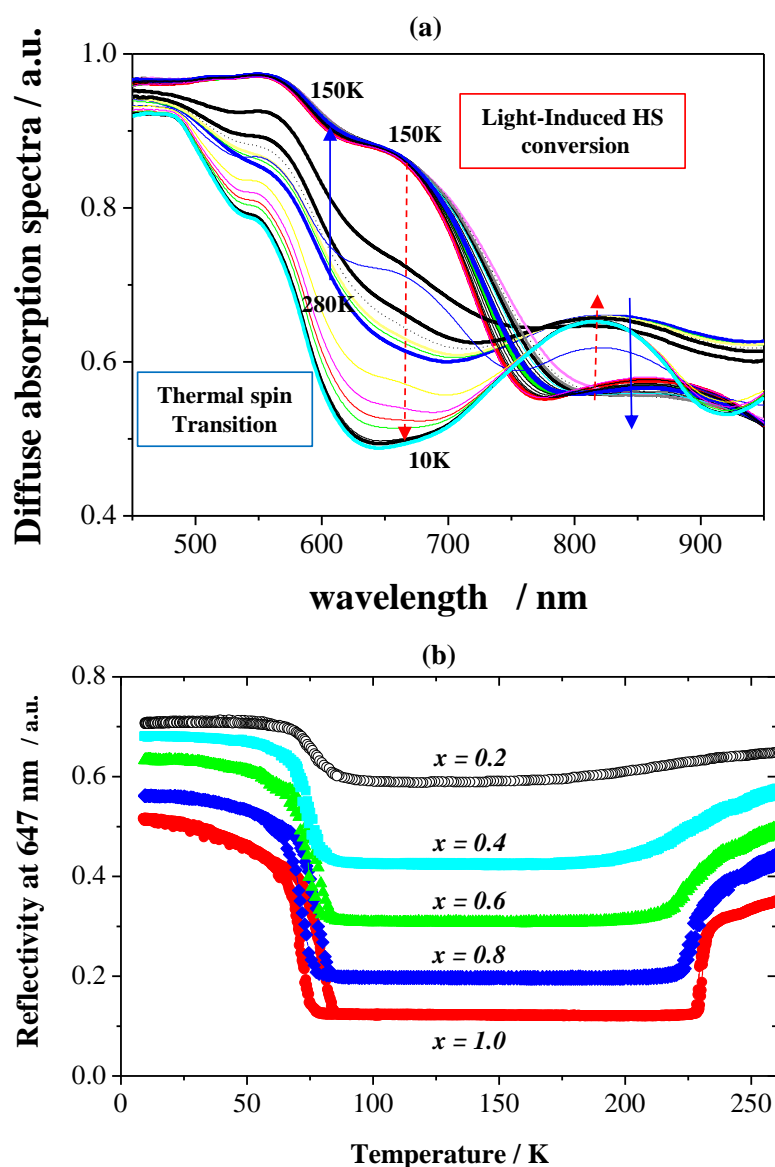 (a)
Diffuse absorption spectra / a.u.
1.0
0.8
0.6
0.4
150K
150K
Light-Induced HS
conversion
280K
Thermal spin
Transition
10K
500 600 700 800 900
wavelength / nm
(b)
Reflectivity at 647 nm / a.u.
0.8
0.6
0.4
0.2
0.0
x = 0.2
x = 0.4
x = 0.6
x = 0.8
x = 1.0
0 50 100 150 200 250
Temperature / K